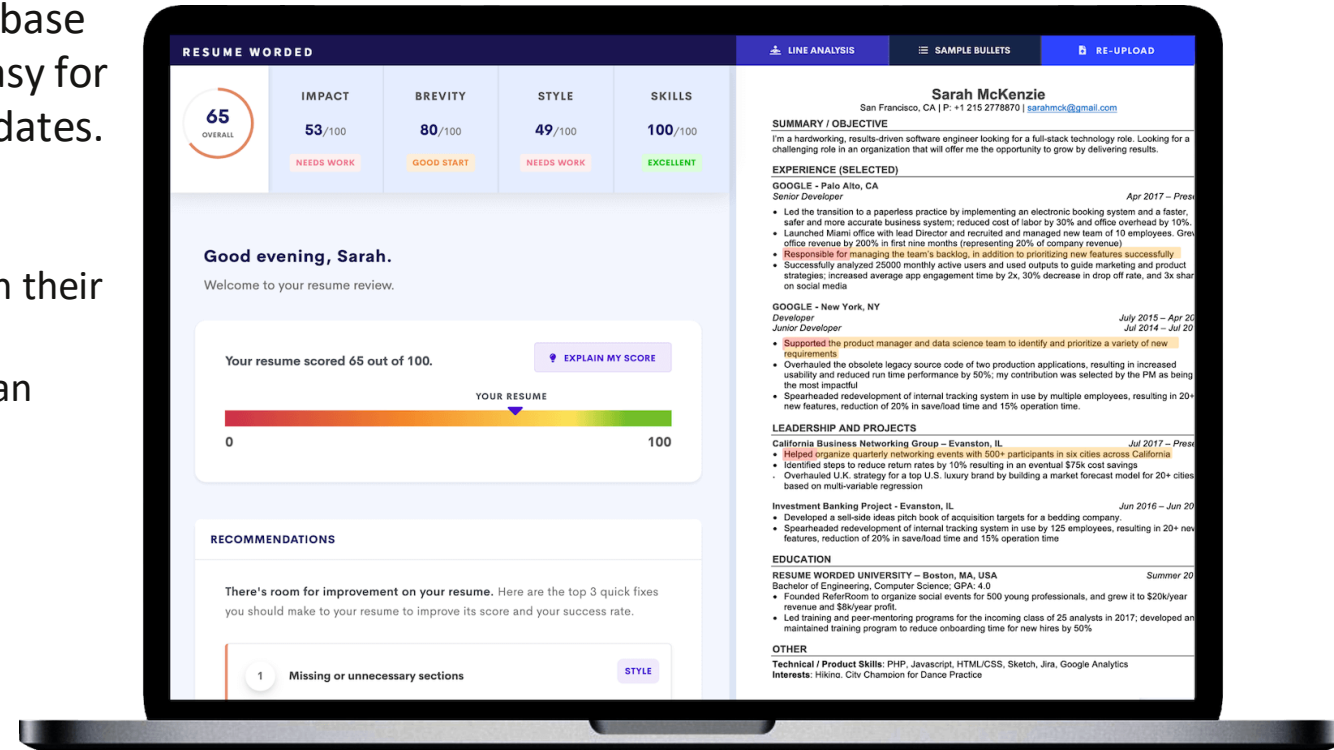 base
asy for
dates.
n their
an
RESUME WORDED
LINE ANALYSIS
SAMPLE BULLETS
RE-UPLOAD
65
OVERALL
IMPACT
53/100
NEEDS WORK
BREVITY
80/100
GOOD START
STYLE
49/100
NEEDS WORK
SKILLS
100/100
EXCELLENT
Good evening, Sarah.
Welcome to your resume review.
Your resume scored 65 out of 100.
EXPLAIN MY SCORE
YOUR RESUME
0
100
RECOMMENDATIONS
There's room for improvement on your resume. Here are the top 3 quick fixes
you should make to your resume to improve its score and your success rate.
1
Missing or unnecessary sections
STYLE
Sarah McKenzie
San Francisco, CA | P: +1 215 2778870 | sarahmck@gmail.com
SUMMARY / OBJECTIVE
I'm a hardworking, results-driven software engineer looking for a full-stack technology role. Looking for a
challenging role in an organization that will offer me the opportunity to grow by delivering results.
EXPERIENCE (SELECTED)
GOOGLE - Palo Alto, CA
Senior Developer Apr 2017 – Prese
• Led the transition to a paperless practice by implementing an electronic booking system and a faster,
safer and more accurate business system; reduced cost of labor by 30% and office overhead by 10%.
• Launched Miami office with lead Director and recruited and managed new team of 10 employees. Grew
office revenue by 200% in first nine months (representing 20% of company revenue)
• Responsible for managing the team's backlog, in addition to prioritizing new features successfully
• Successfully analyzed 25000 monthly active users and used outputs to guide marketing and product
strategies; increased average app engagement time by 2x, 30% decrease in drop off rate, and 3x shar
on social media
GOOGLE - New York, NY
Developer July 2015 – Apr 20
Junior Developer Jul 2014 – Jul 20
• Supported the product manager and data science team to identify and prioritize a variety of new
requirements
• Overhauled the obsolete legacy source code of two production applications, resulting in increased
usability and reduced run time performance by 50%; my contribution was selected by the PM as being
the most impactful
• Spearheaded redevelopment of internal tracking system in use by multiple employees, resulting in 20+
new features, reduction of 20% in save/load time and 15% operation time.
LEADERSHIP AND PROJECTS
California Business Networking Group – Evanston, IL Jul 2017 – Prese
• Helped organize quarterly networking events with 500+ participants in six cities across California
• Identified steps to reduce return rates by 10% resulting in an eventual $75k cost savings
• Overhauled U.K. strategy for a top U.S. luxury brand by building a market forecast model for 20+ cities
based on multi-variable regression
Investment Banking Project - Evanston, IL Jun 2016 – Jun 20
• Developed a sell-side ideas pitch book of acquisition targets for a bedding company.
• Spearheaded redevelopment of internal tracking system in use by 125 employees, resulting in 20+ new
features, reduction of 20% in save/load time and 15% operation time
EDUCATION
RESUME WORDED UNIVERSITY – Boston, MA, USA Summer 20
Bachelor of Engineering, Computer Science; GPA: 4.0
• Founded ReferRoom to organize social events for 500 young professionals, and grew it to $20k/year
revenue and $8k/year profit.
• Led training and peer-mentoring programs for the incoming class of 25 analysts in 2017; developed an
maintained training program to reduce onboarding time for new hires by 50%
OTHER
Technical / Product Skills: PHP, Javascript, HTML/CSS, Sketch, Jira, Google Analytics
Interests: Hiking, City Champion for Dance Practice